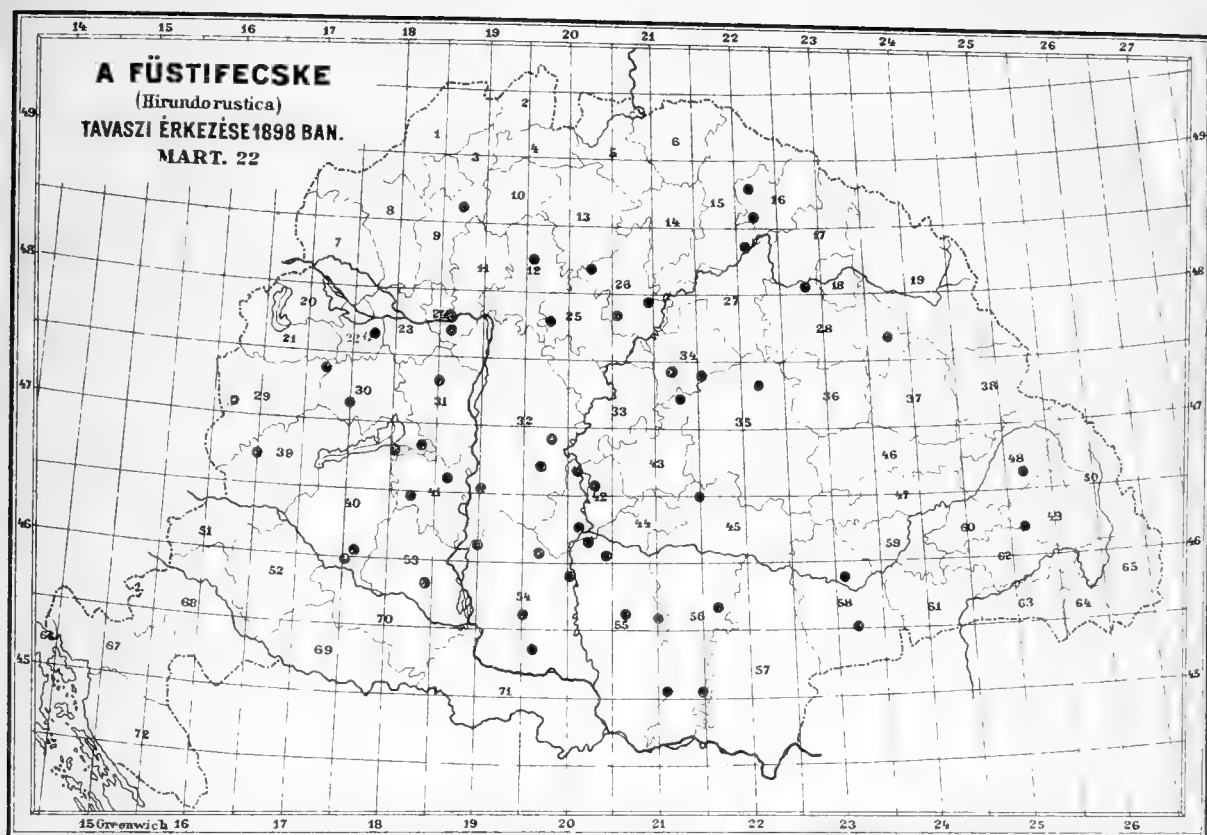 14 15 16 17 18 19 20 21 22 23 24 25 26 27
A FÜSTIFECSKE
(Hirundo rustica)
TAVASZI ÉRKEZÉSE 1898 BAN.
MART. 22
49 49
48 48
47 47
46 46
45 45
2
1 3 4 5 6
8 9 10 13 14 15 16
7 11 12 26 17
20 21 22 23 24 25 27 18 19
28
29 30 31 32 33 34 35 36 37 38
39 40 41 42 43 46 47 48 50
44 45 49
51 52 53 59 60 62 65
68 70 54 55 56 58 61 63 64
67 69 57
71
72
15 Greenwich 16 17 18 19 20 21 22 23 24 25 26